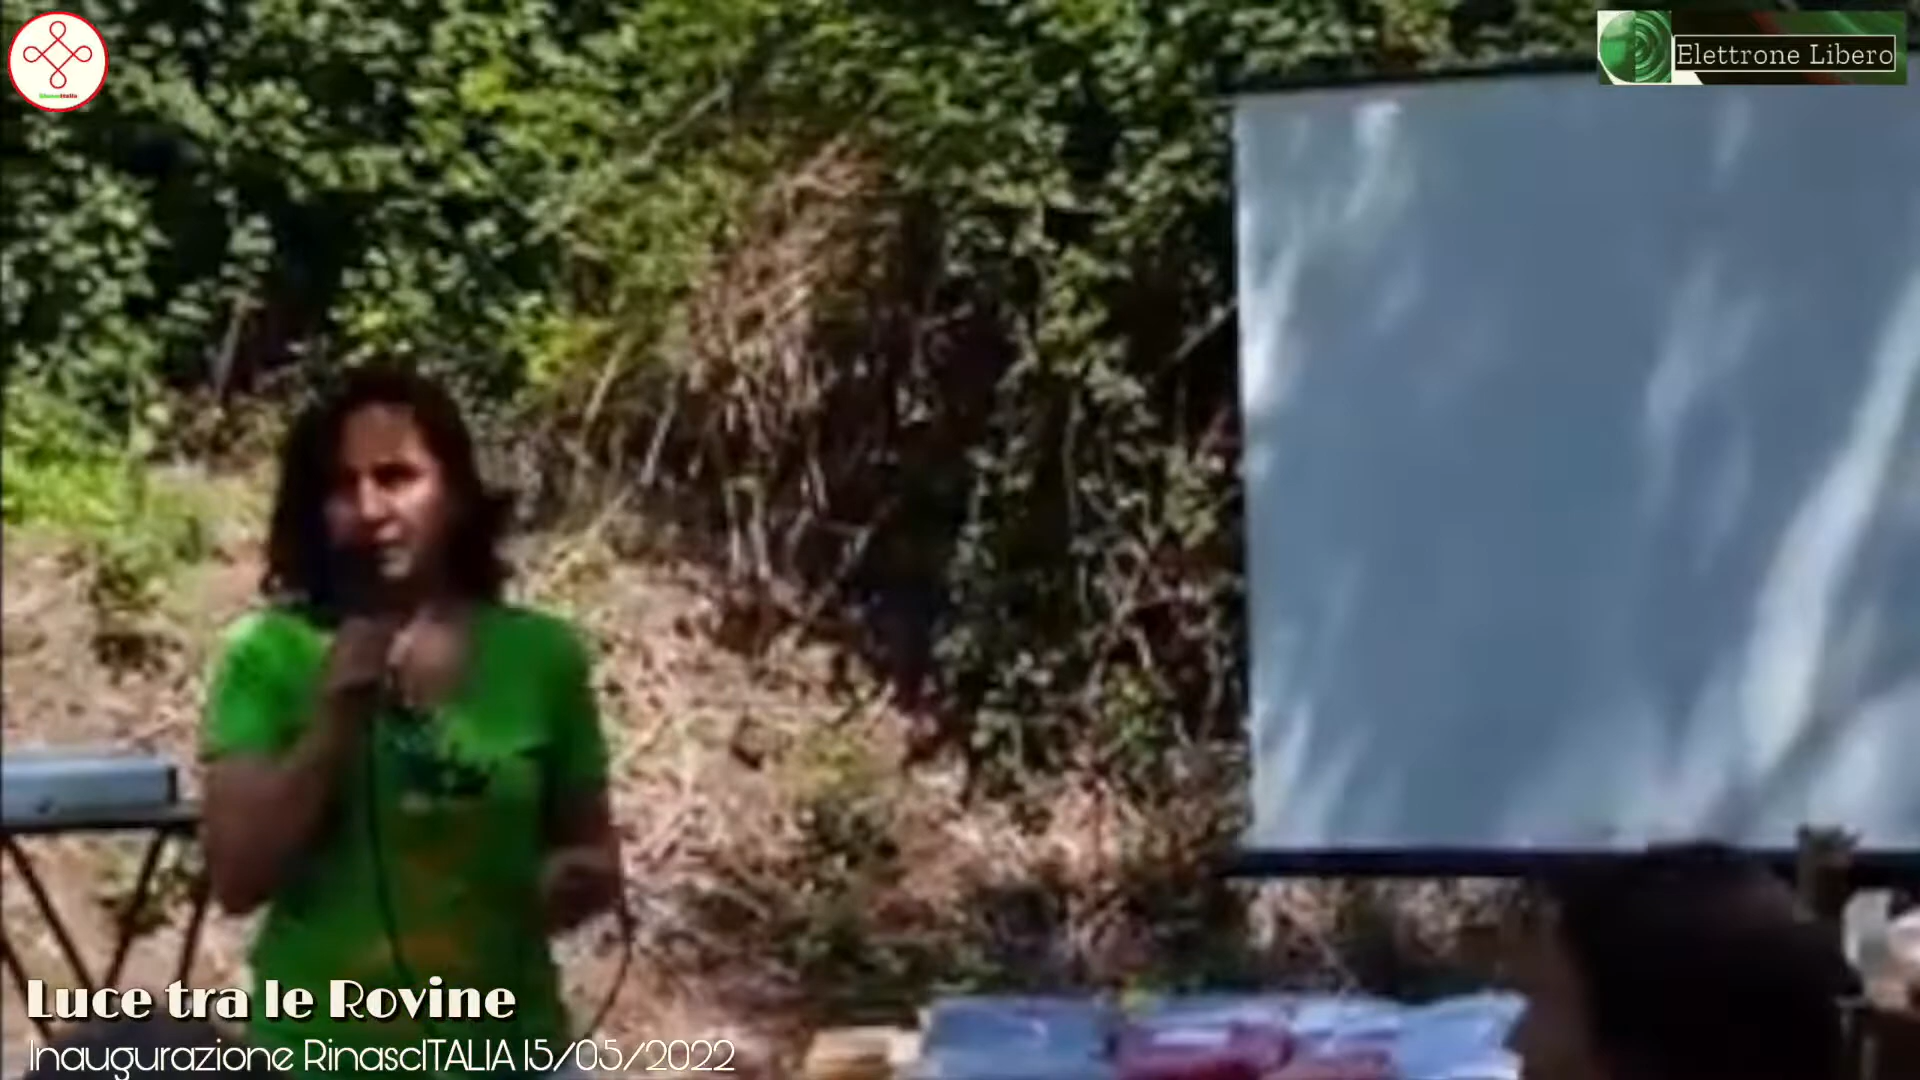 Elettrone Libero
Luce tra le Rovine
Inaugurazione RinascITALIA 15/05/2022